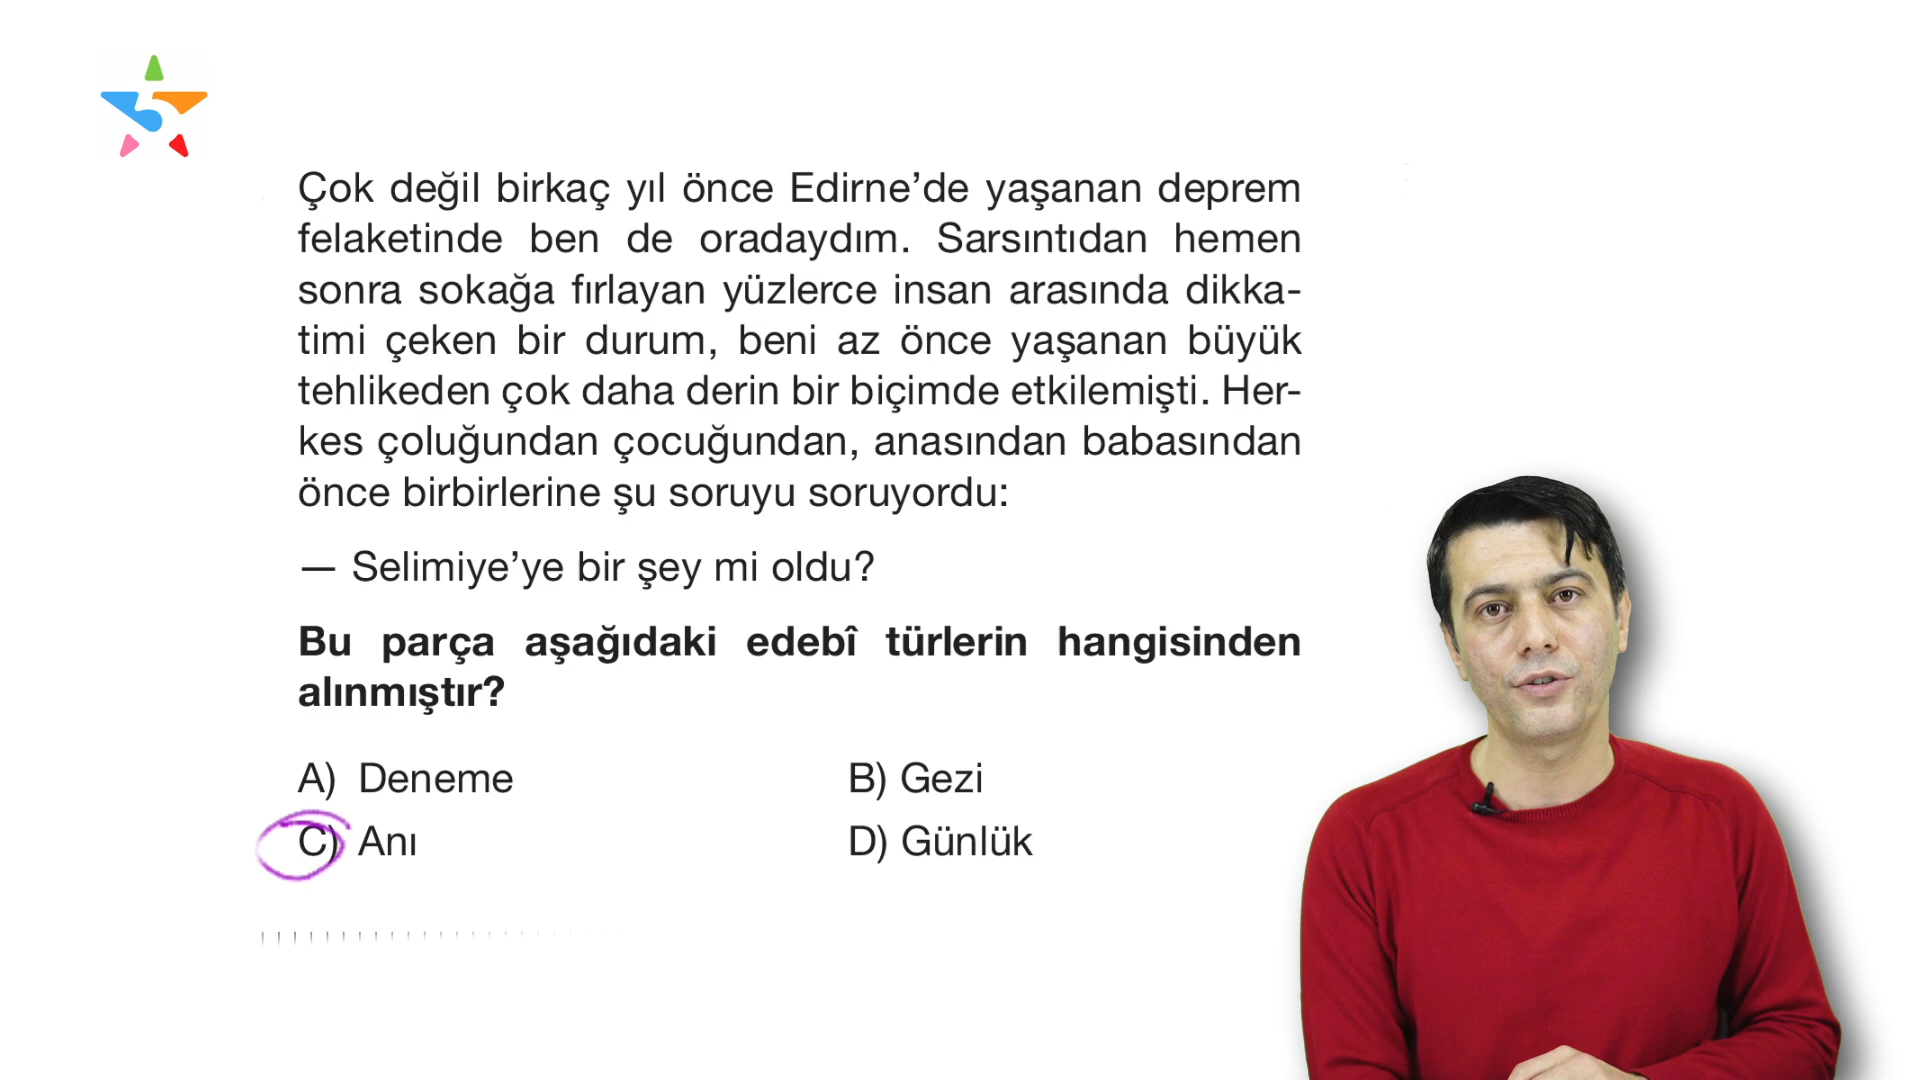 Çok değil birkaç yıl önce Edirne’de yaşanan deprem
felaketinde ben de oradaydım. Sarsıntıdan hemen
sonra sokağa fırlayan yüzlerce insan arasında dikka-
timi çeken bir durum, beni az önce yaşanan büyük
tehlikeden çok daha derin bir biçimde etkilemişti. Her-
kes çoluğundan çocuğundan, anasından babasından
önce birbirlerine şu soruyu soruyordu:
— Selimiye’ye bir şey mi oldu?
Bu parça aşağıdaki edebî türlerin hangisinden
alınmıştır?
A) Deneme
B) Gezi
C) Anı
D) Günlük